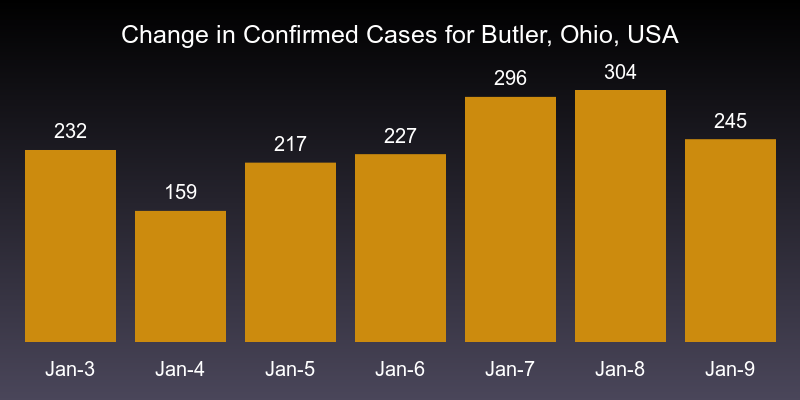 Change in Confirmed Cases for Butler, Ohio, USA
232
159
217
227
296
304
245
Jan-3
Jan-4
Jan-5
Jan-6
Jan-7
Jan-8
Jan-9